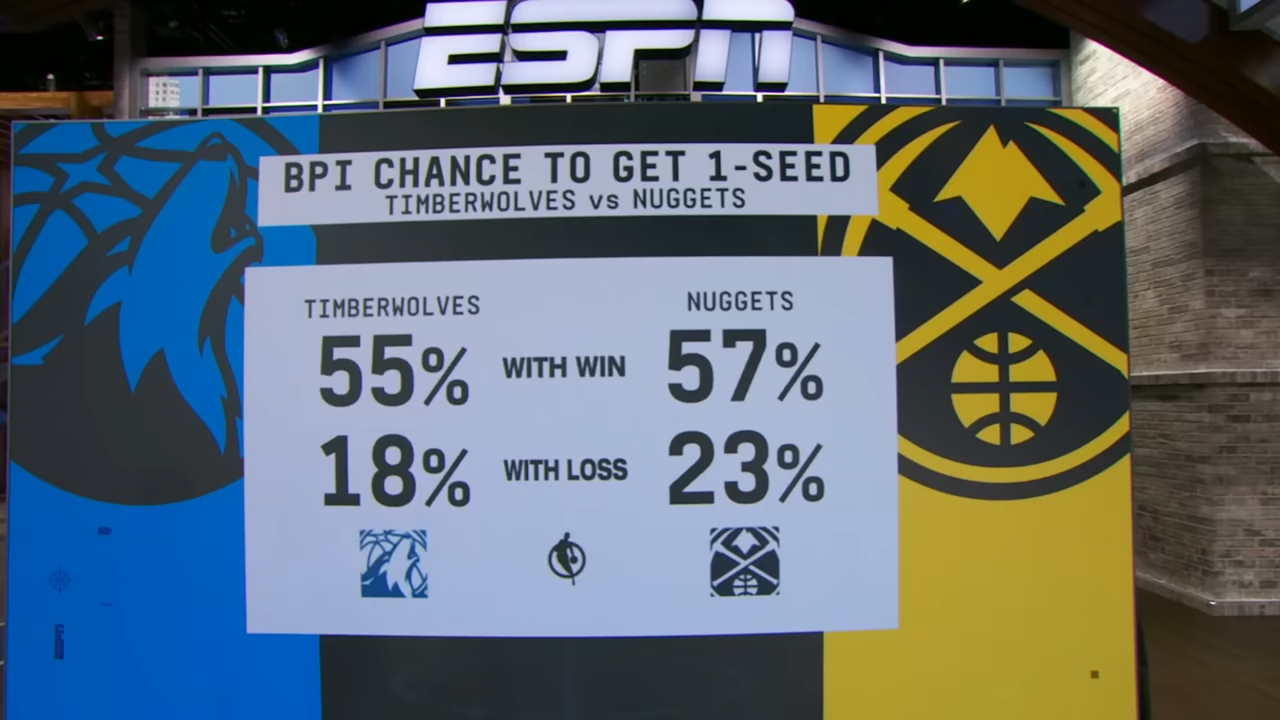 ESPN
BPI CHANCE TO GET 1-SEED
TIMBERWOLVES vs NUGGETS
TIMBERWOLVES NUGGETS
55% WITH WIN 57%
18% WITH LOSS 23%